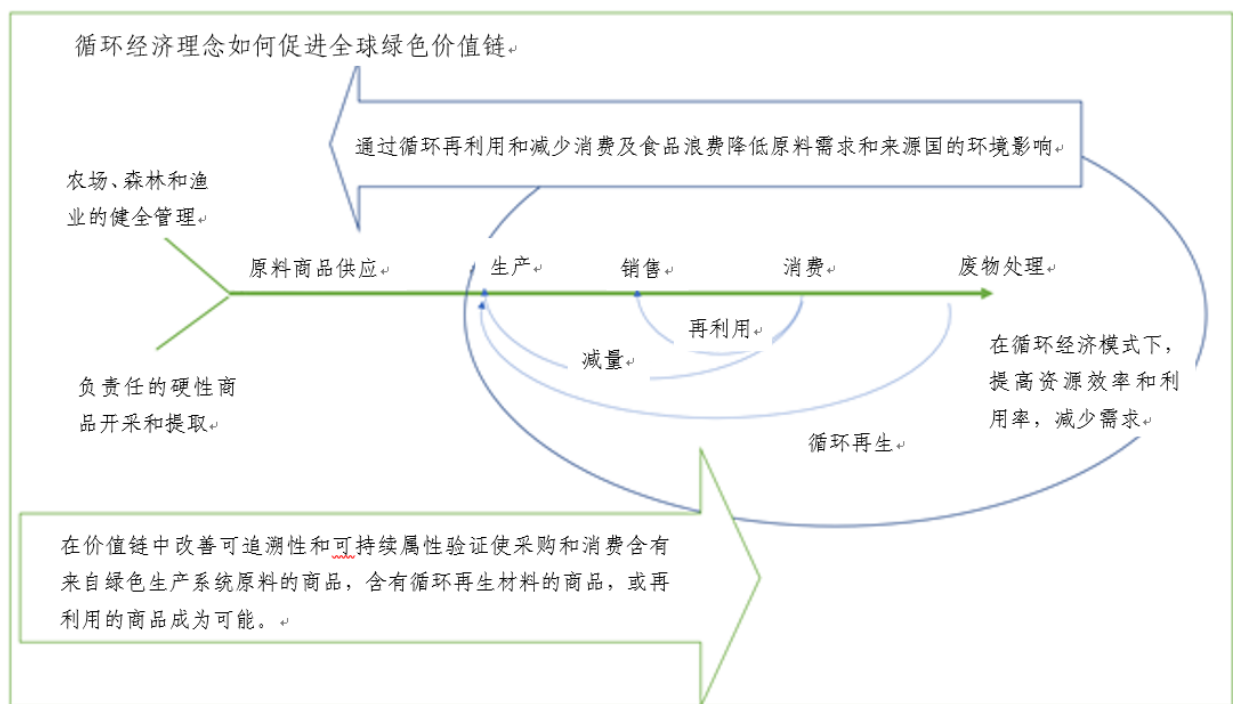 循环经济理念如何促进全球绿色价值链
通过循环再利用和减少消费及食品浪费降低原料需求和来源国的环境影响
农场、森林和渔
业的健全管理
原料商品供应
生产
销售
消费
废物处理
再利用
减量
循环再生
在循环经济模式下，
提高资源效率和利
用率，减少需求
负责任的硬性商
品开采和提取
在价值链中改善可追溯性和可持续属性验证使采购和消费含有
来自绿色生产系统原料的商品，含有循环再生材料的商品，或再
利用的商品成为可能。